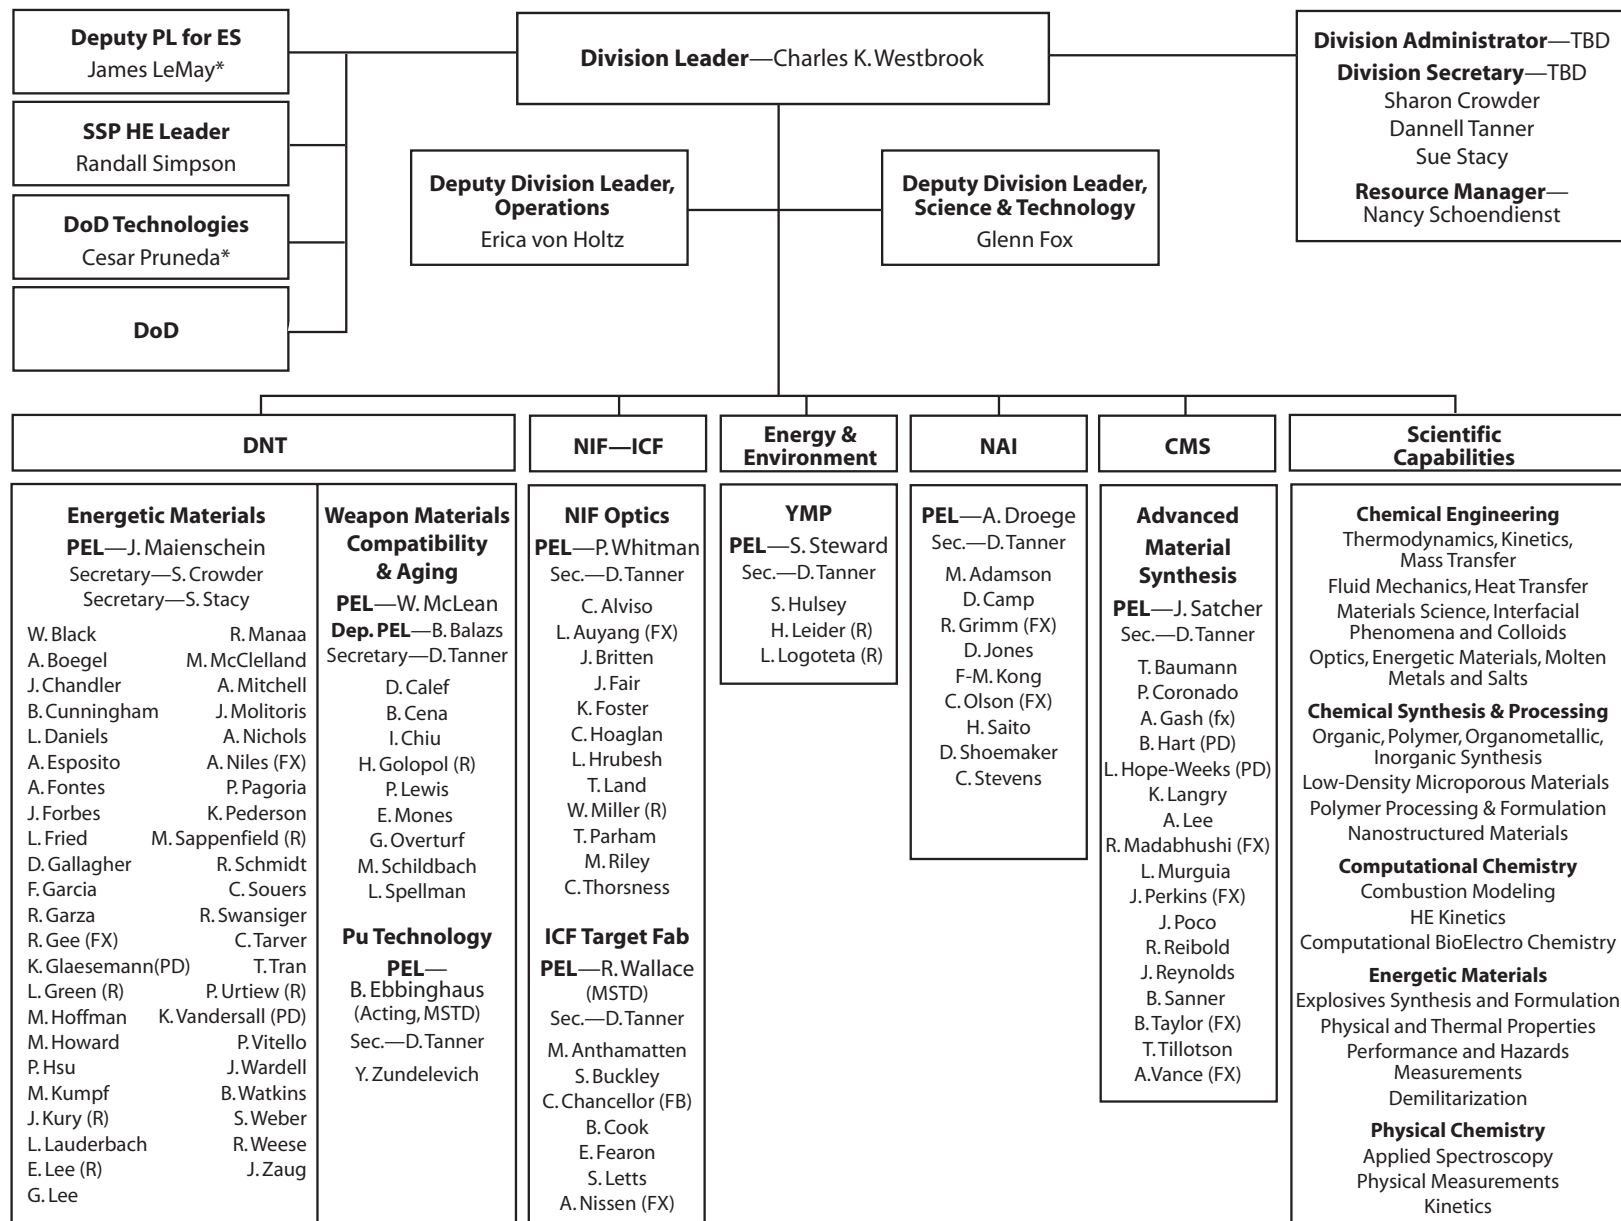 Deputy PL for ES
James LeMay*
SSP HE Leader
Randall Simpson
DoD Technologies
Cesar Pruneda*
DoD
Division Leader—Charles K. Westbrook
Deputy Division Leader,
Operations
Erica von Holtz
Deputy Division Leader,
Science & Technology
Glenn Fox
Division Administrator—TBD
Division Secretary—TBD
Sharon Crowder
Dannell Tanner
Sue Stacy
Resource Manager—
Nancy Schoendienst
DNT
Energetic Materials
PEL—J. Maienschein
Secretary—S. Crowder
Secretary—S. Stacy
W. Black
A. Boegel
J. Chandler
B. Cunningham
L. Daniels
A. Esposito
A. Fontes
J. Forbes
L. Fried
D. Gallagher
F. Garcia
R. Garza
R. Gee (FX)
K. Glaesemann(PD)
L. Green (R)
M. Hoffman
M. Howard
P. Hsu
M. Kumpf
J. Kury (R)
L. Lauderbach
E. Lee (R)
G. Lee
R. Manaa
M. McClelland
A. Mitchell
J. Molitoris
A. Nichols
A. Niles (FX)
P. Pagoria
K. Pederson
M. Sappenfield (R)
R. Schmidt
C. Souers
R. Swansiger
C. Tarver
T. Tran
P. Urtiew (R)
K. Vandersall (PD)
P. Vitello
J. Wardell
B. Watkins
S. Weber
R. Weese
J. Zaug
Weapon Materials
Compatibility
& Aging
PEL—W. McLean
Dep. PEL—B. Balazs
Secretary—D. Tanner
D. Calef
B. Cena
I. Chiu
H. Golopol (R)
P. Lewis
E. Mones
G. Overturf
M. Schildbach
L. Spellman
Pu Technology
PEL—
B. Ebbinghaus
(Acting, MSTD)
Sec.—D. Tanner
Y. Zundelevich
NIF—ICF
NIF Optics
PEL—P. Whitman
Sec.—D. Tanner
C. Alviso
L. Auyang (FX)
J. Britten
J. Fair
K. Foster
C. Hoaglan
L. Hrubesh
T. Land
W. Miller (R)
T. Parham
M. Riley
C. Thorsness
ICF Target Fab
PEL—R. Wallace
(MSTD)
Sec.—D. Tanner
M. Anthamatten
S. Buckley
C. Chancellor (FB)
B. Cook
E. Fearon
S. Letts
A. Nissen (FX)
Energy &
Environment
YMP
PEL—S. Steward
Sec.—D. Tanner
S. Hulsey
H. Leider (R)
L. Logoteta (R)
NAI
PEL—A. Droege
Sec.—D. Tanner
M. Adamson
D. Camp
R. Grimm (FX)
D. Jones
F-M. Kong
C. Olson (FX)
H. Saito
D. Shoemaker
C. Stevens
CMS
Advanced
Material
Synthesis
PEL—J. Satcher
Sec.—D. Tanner
T. Baumann
P. Coronado
A. Gash (fx)
B. Hart (PD)
L. Hope-Weeks (PD)
K. Langry
A. Lee
R. Madabhushi (FX)
L. Murguia
J. Perkins (FX)
J. Poco
R. Reibold
J. Reynolds
B. Sanner
B. Taylor (FX)
T. Tillotson
A. Vance (FX)
Scientific
Capabilities
Chemical Engineering
Thermodynamics, Kinetics,
Mass Transfer
Fluid Mechanics, Heat Transfer
Materials Science, Interfacial
Phenomena and Colloids
Optics, Energetic Materials, Molten
Metals and Salts
Chemical Synthesis & Processing
Organic, Polymer, Organometallic,
Inorganic Synthesis
Low-Density Microporous Materials
Polymer Processing & Formulation
Nanostructured Materials
Computational Chemistry
Combustion Modeling
HE Kinetics
Computational BioElectro Chemistry
Energetic Materials
Explosives Synthesis and Formulation
Physical and Thermal Properties
Performance and Hazards
Measurements
Demilitarization
Physical Chemistry
Applied Spectroscopy
Physical Measurements
Kinetics